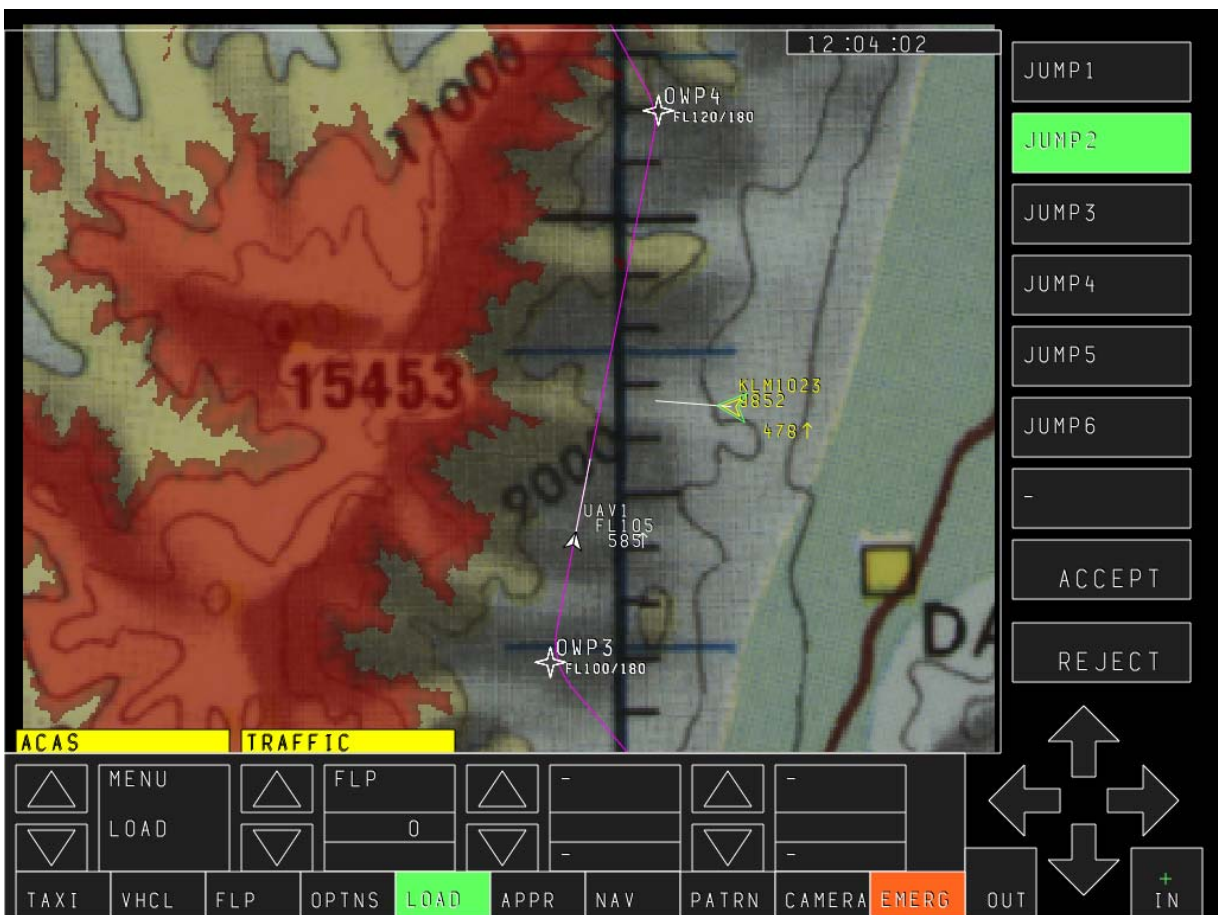 12:04:02
11000
OWP4
FL120/180
15453
KLM1023
9852
478↑
9000
UAV1
FL105
585↑
OWP3
FL100/180
DA
ACAS
TRAFFIC
JUMP1
JUMP2
JUMP3
JUMP4
JUMP5
JUMP6
-
ACCEPT
REJECT
MENU
LOAD
FLP
0
-
-
-
-
TAXI
VHCL
FLP
OPTNS
LOAD
APPR
NAV
PATRN
CAMERA
EMERG
OUT
+
IN